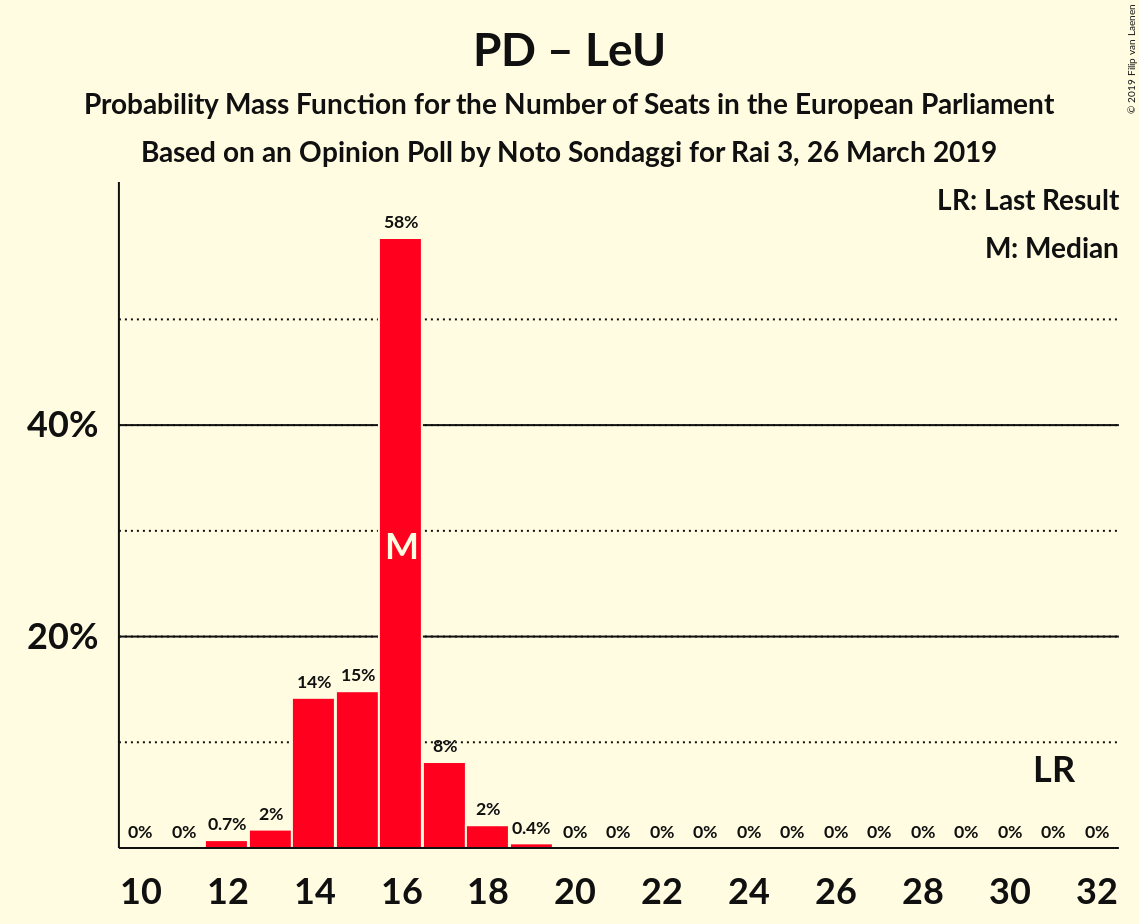 PD – LeU
Probability Mass Function for the Number of Seats in the European Parliament
Based on an Opinion Poll by Noto Sondaggi for Rai 3, 26 March 2019
© 2019 Filip van Laenen
LR: Last Result
M: Median
58%
40%
M
20%
14% 15%
8%
LR
0% 0% 0.7% 2% 2% 0.4% 0% 0% 0% 0% 0% 0% 0% 0% 0% 0% 0% 0% 0%
10 12 14 16 18 20 22 24 26 28 30 32